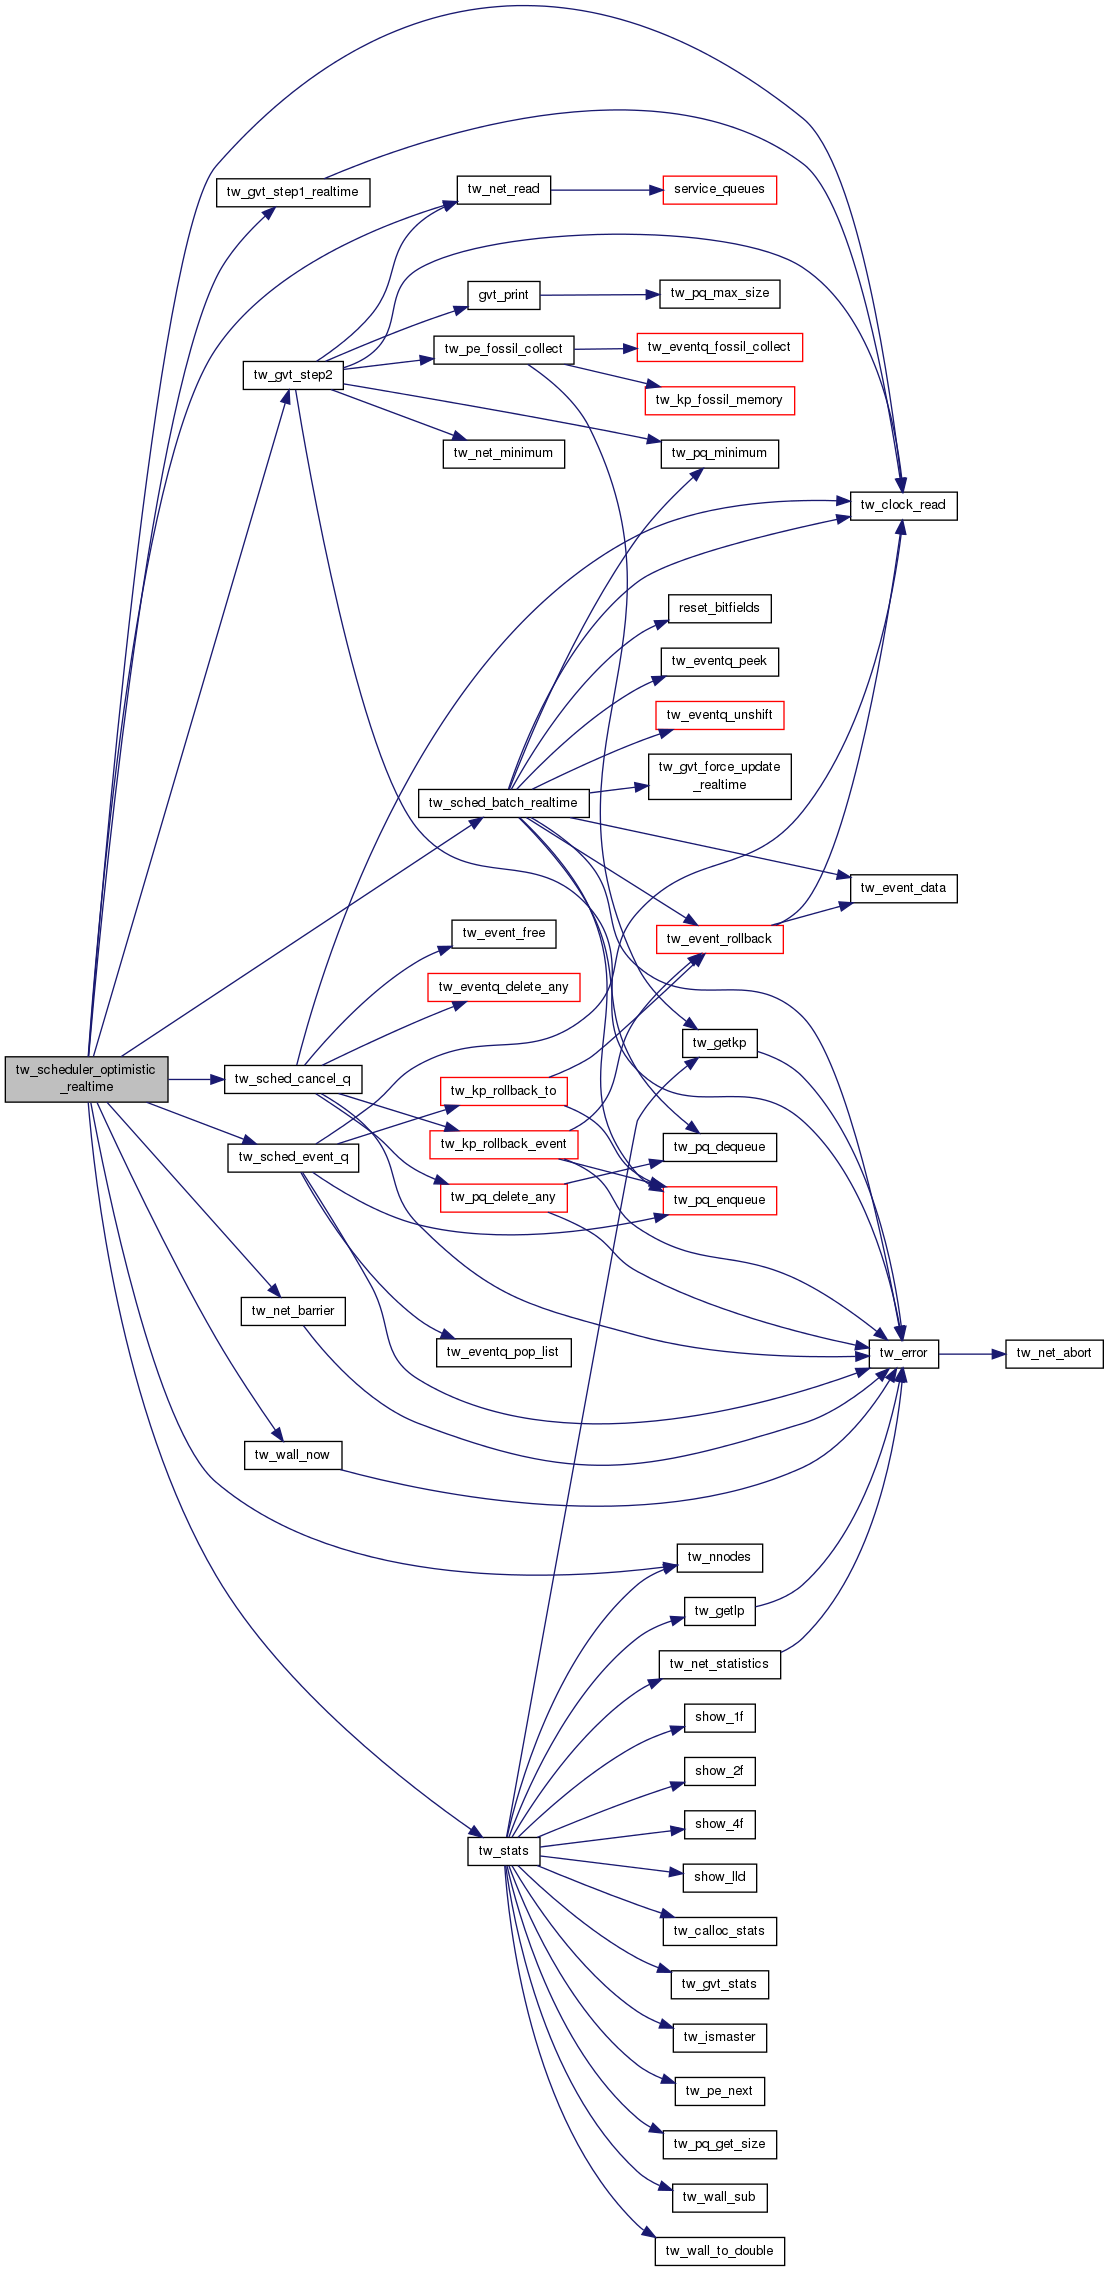 tw_gvt_step1_realtime
tw_net_read
service_queues
gvt_print
tw_pq_max_size
tw_pe_fossil_collect
tw_eventq_fossil_collect
tw_gvt_step2
tw_kp_fossil_memory
tw_net_minimum
tw_pq_minimum
tw_clock_read
reset_bitfields
tw_eventq_peek
tw_eventq_unshift
tw_gvt_force_update
_realtime
tw_sched_batch_realtime
tw_event_data
tw_event_free
tw_event_rollback
tw_eventq_delete_any
tw_getkp
tw_scheduler_optimistic
_realtime
tw_sched_cancel_q
tw_kp_rollback_to
tw_kp_rollback_event
tw_pq_dequeue
tw_sched_event_q
tw_pq_delete_any
tw_pq_enqueue
tw_net_barrier
tw_eventq_pop_list
tw_error
tw_net_abort
tw_wall_now
tw_nnodes
tw_getlp
tw_net_statistics
show_1f
show_2f
show_4f
tw_stats
show_lld
tw_calloc_stats
tw_gvt_stats
tw_ismaster
tw_pe_next
tw_pq_get_size
tw_wall_sub
tw_wall_to_double